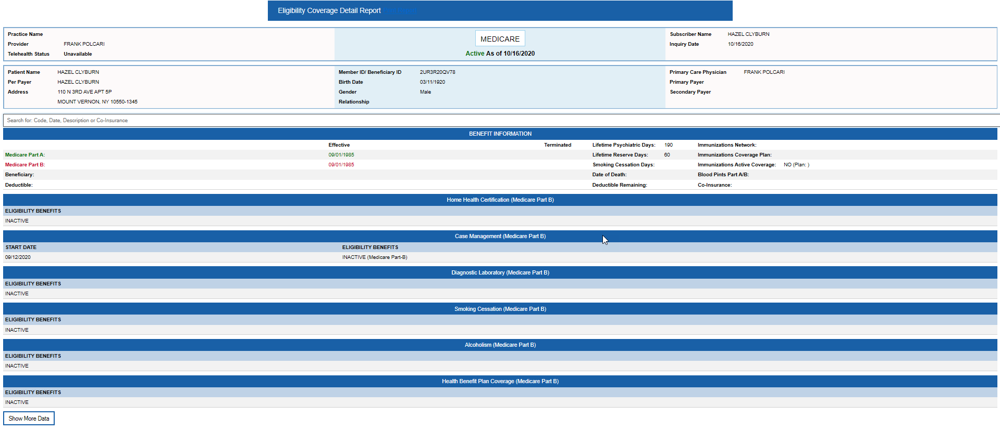 Eligibility Coverage Detail Report
Practice Name
Provider FRANK POLCARI
Telehealth Status Unavailable
MEDICARE
Active As of 10/16/2020
Subscriber Name HAZEL CLYBURN
Inquiry Date 10/16/2020
Patient Name HAZEL CLYBURN
Per Payer HAZEL CLYBURN
Address 110 N 3RD AVE APT 5P
MOUNT VERNON, NY 10550-1345
Member ID/ Beneficiary ID 2UR3R20QV78
Birth Date 03/11/1920
Gender Male
Relationship
Primary Care Physician FRANK POLCARI
Primary Payer
Secondary Payer
Search for: Code, Date, Description or Co-Insurance
BENEFIT INFORMATION
Effective Terminated Lifetime Psychiatric Days: 190 Immunizations Network:
Medicare Part A: 09/01/1985 Lifetime Reserve Days: 60 Immunizations Coverage Plan:
Medicare Part B: 09/01/1985 Smoking Cessation Days: Immunizations Active Coverage: NO (Plan: )
Beneficiary: Date of Death: Blood Pints Part A/B:
Deductible: Deductible Remaining: Co-Insurance:
Home Health Certification (Medicare Part B)
ELIGIBILITY BENEFITS
INACTIVE
Case Management (Medicare Part B)
START DATE ELIGIBILITY BENEFITS
09/12/2020 INACTIVE (Medicare Part-B)
Diagnostic Laboratory (Medicare Part B)
ELIGIBILITY BENEFITS
INACTIVE
Smoking Cessation (Medicare Part B)
ELIGIBILITY BENEFITS
INACTIVE
Alcoholism (Medicare Part B)
ELIGIBILITY BENEFITS
INACTIVE
Health Benefit Plan Coverage (Medicare Part B)
ELIGIBILITY BENEFITS
INACTIVE
Show More Data